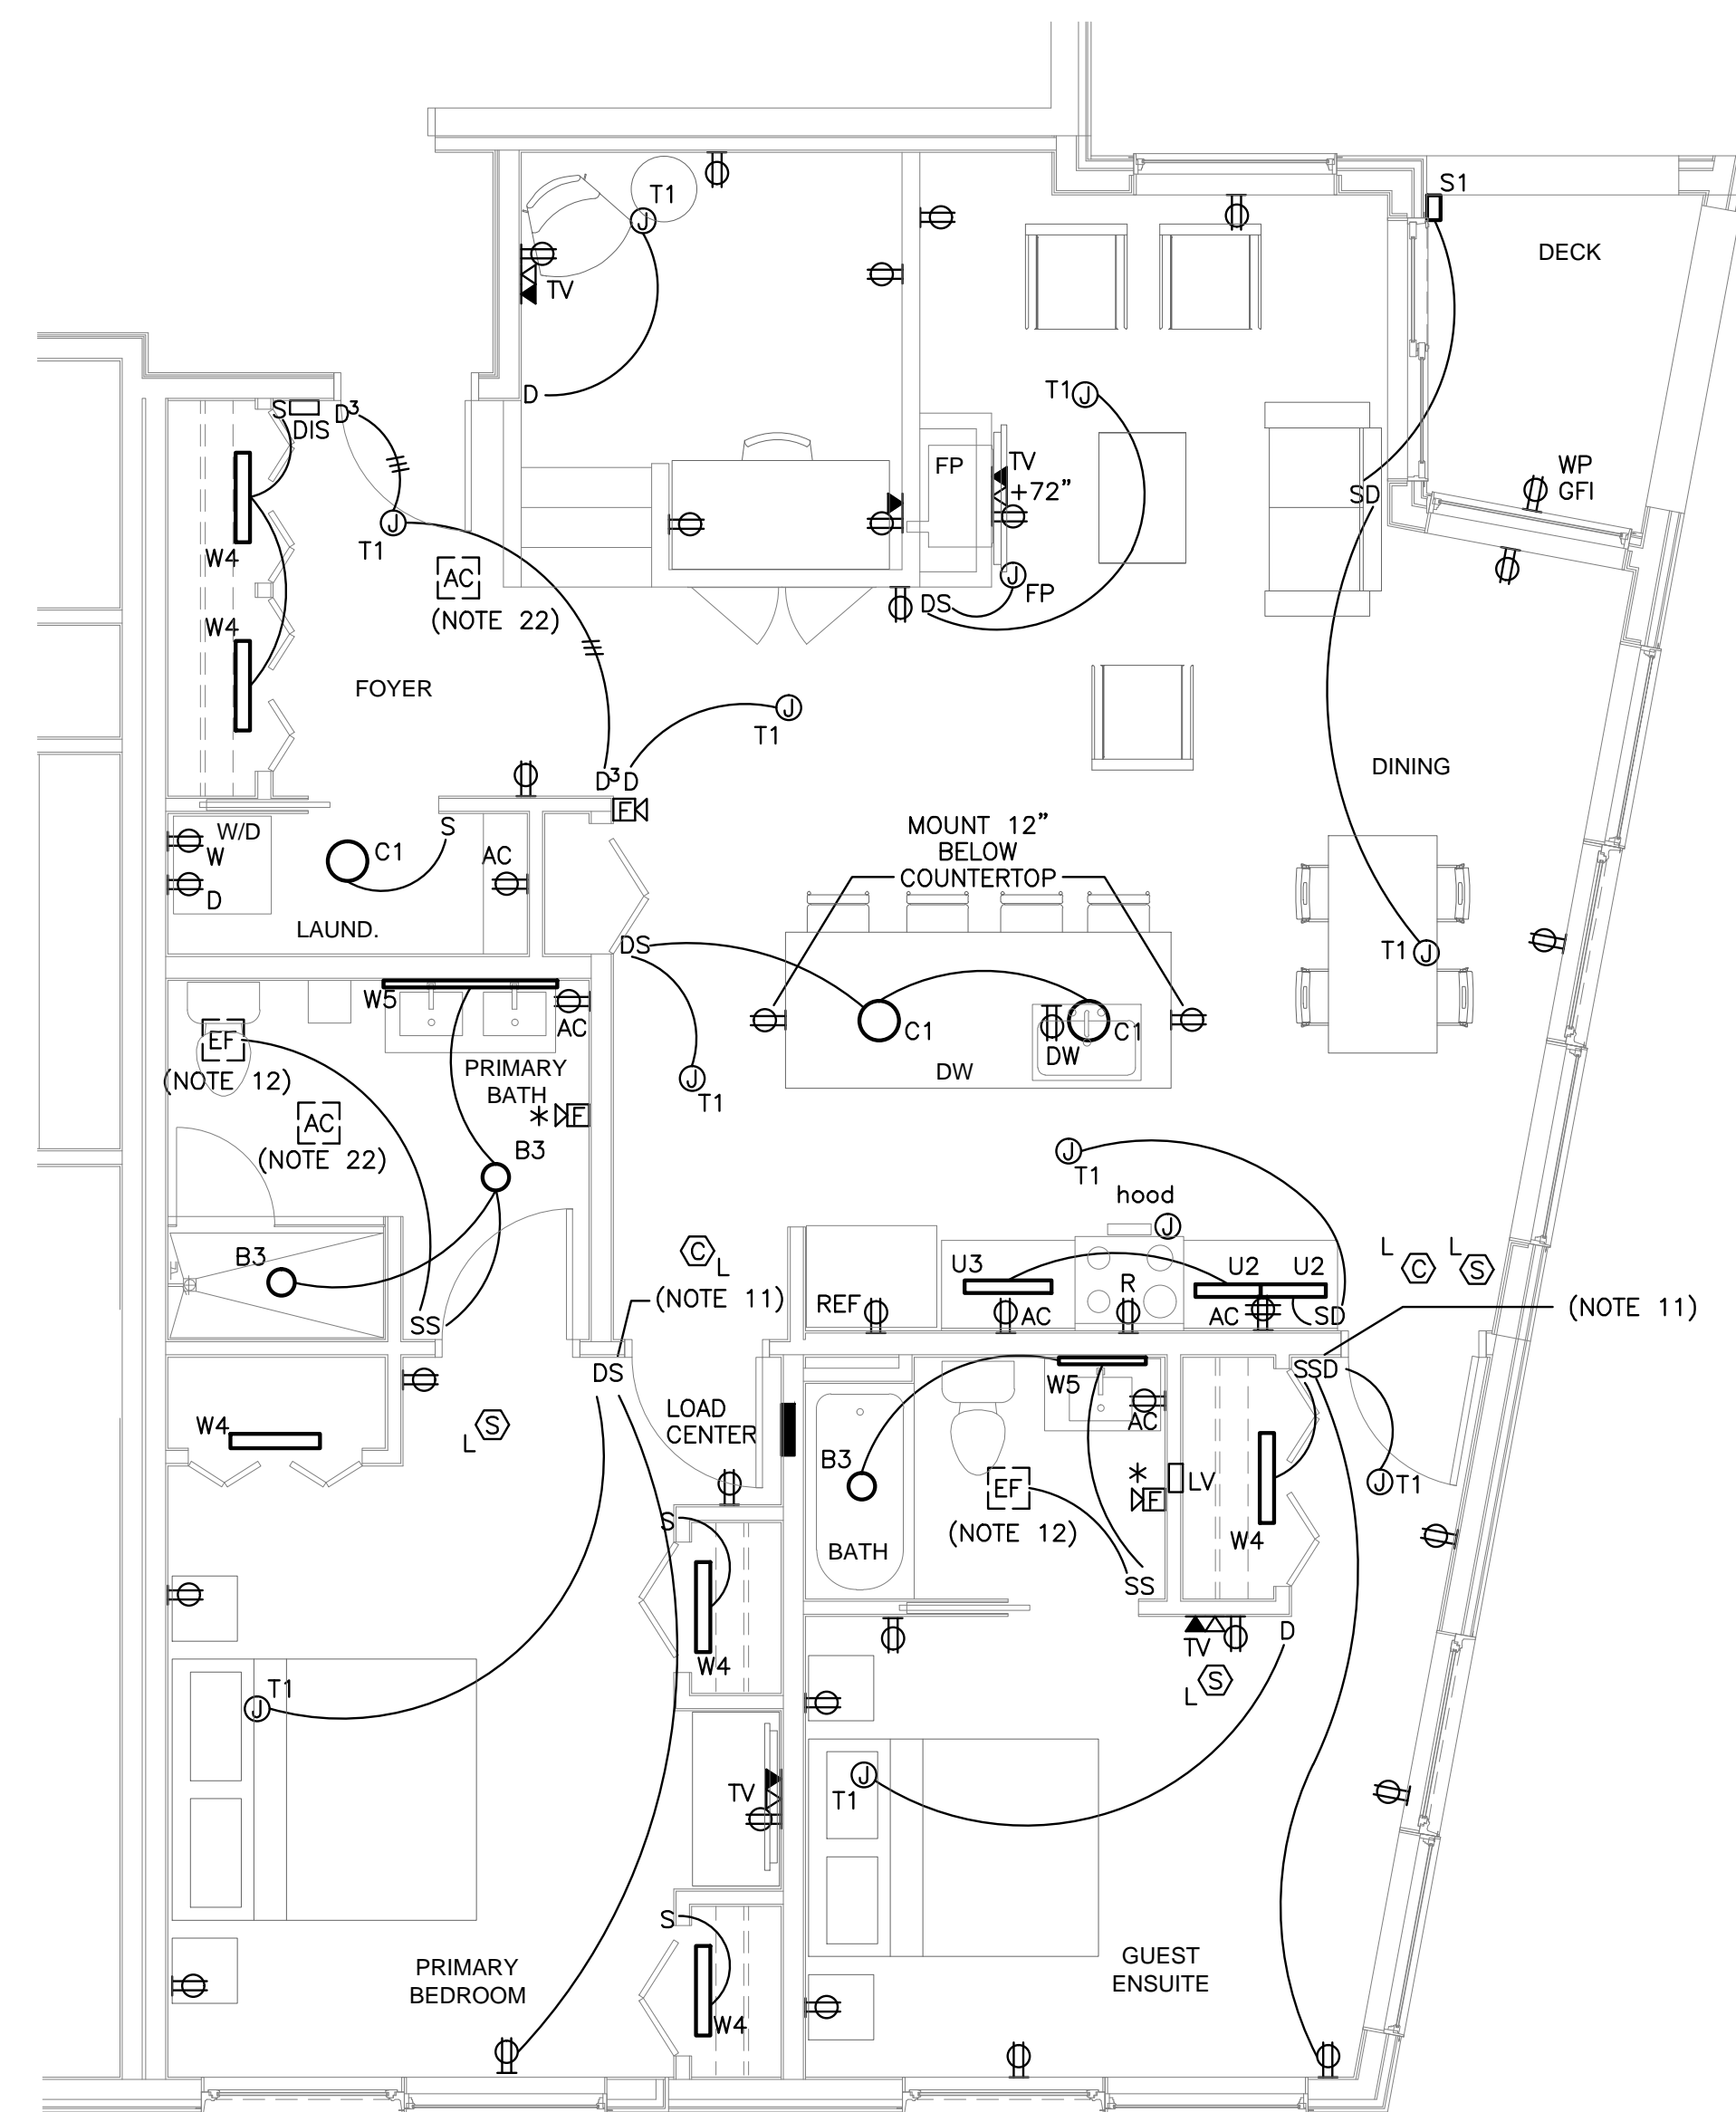 T1
S1
DECK
TV
D
T1
S
D³
DIS
FP
TV
+72"
WP
GFI
SD
W4
T1
AC
(NOTE 22)
FP
DS
W4
FOYER
T1
DINING
D³ D
F
W/D
W
S
C1
AC
D
LAUND.
MOUNT 12"
BELOW
COUNTERTOP
DS
T1
W5
AC
C1
C1
DW
DW
EF
(NOTE 12)
PRIMARY
BATH
T1
AC
(NOTE 22)
* F
B3
T1
hood
B3
C L
(NOTE 11)
L C
L S
U3
U2
U2
REF
AC
R
AC
SD
(NOTE 11)
SS
DS
W5
SSD
W4
L S
LOAD
CENTER
AC
B3
EF
(NOTE 12)
*
F
LV
T1
W4
BATH
S
SS
W4
TV
D
L S
T1
TV
T1
S
PRIMARY
BEDROOM
GUEST
ENSUITE
W4
J
J
J
J
J
J
J
J
J
J
J
J
J